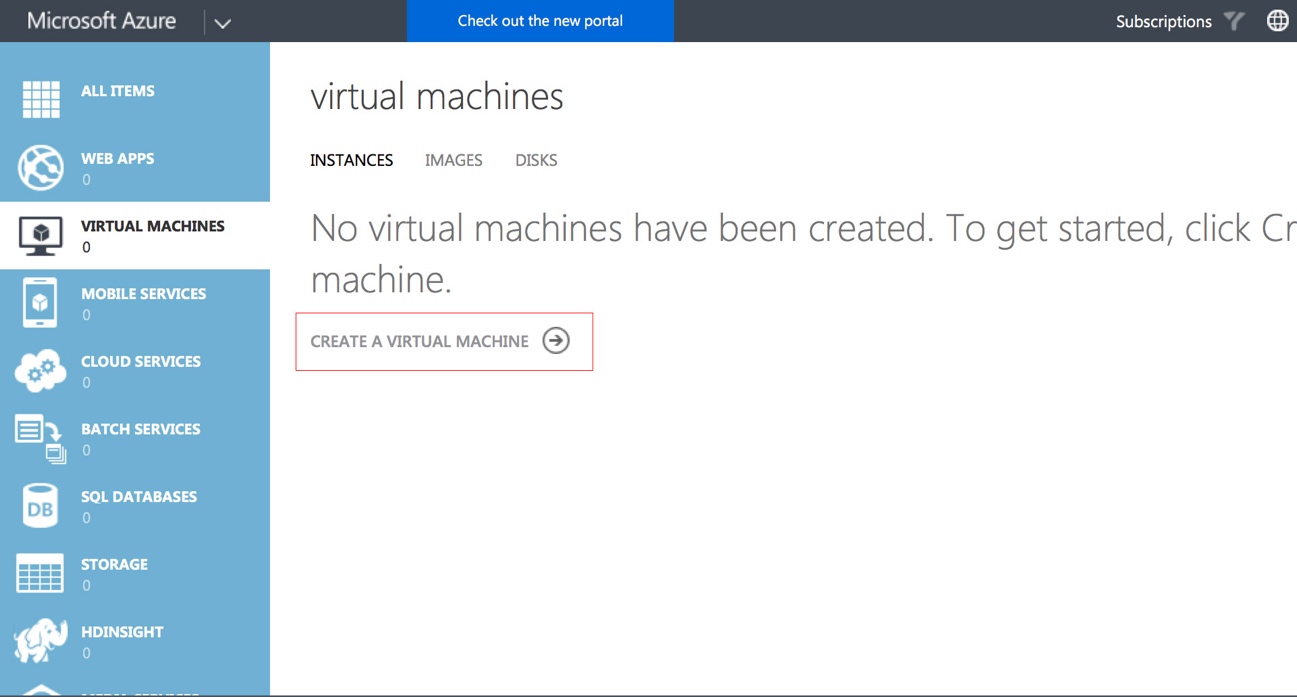 Microsoft Azure
Check out the new portal
Subscriptions
ALL ITEMS
WEB APPS
0
VIRTUAL MACHINES
0
MOBILE SERVICES
0
CLOUD SERVICES
0
BATCH SERVICES
0
SQL DATABASES
0
DB
STORAGE
0
HDINSIGHT
0
virtual machines
INSTANCES IMAGES DISKS
No virtual machines have been created. To get started, click Cr
machine.
CREATE A VIRTUAL MACHINE